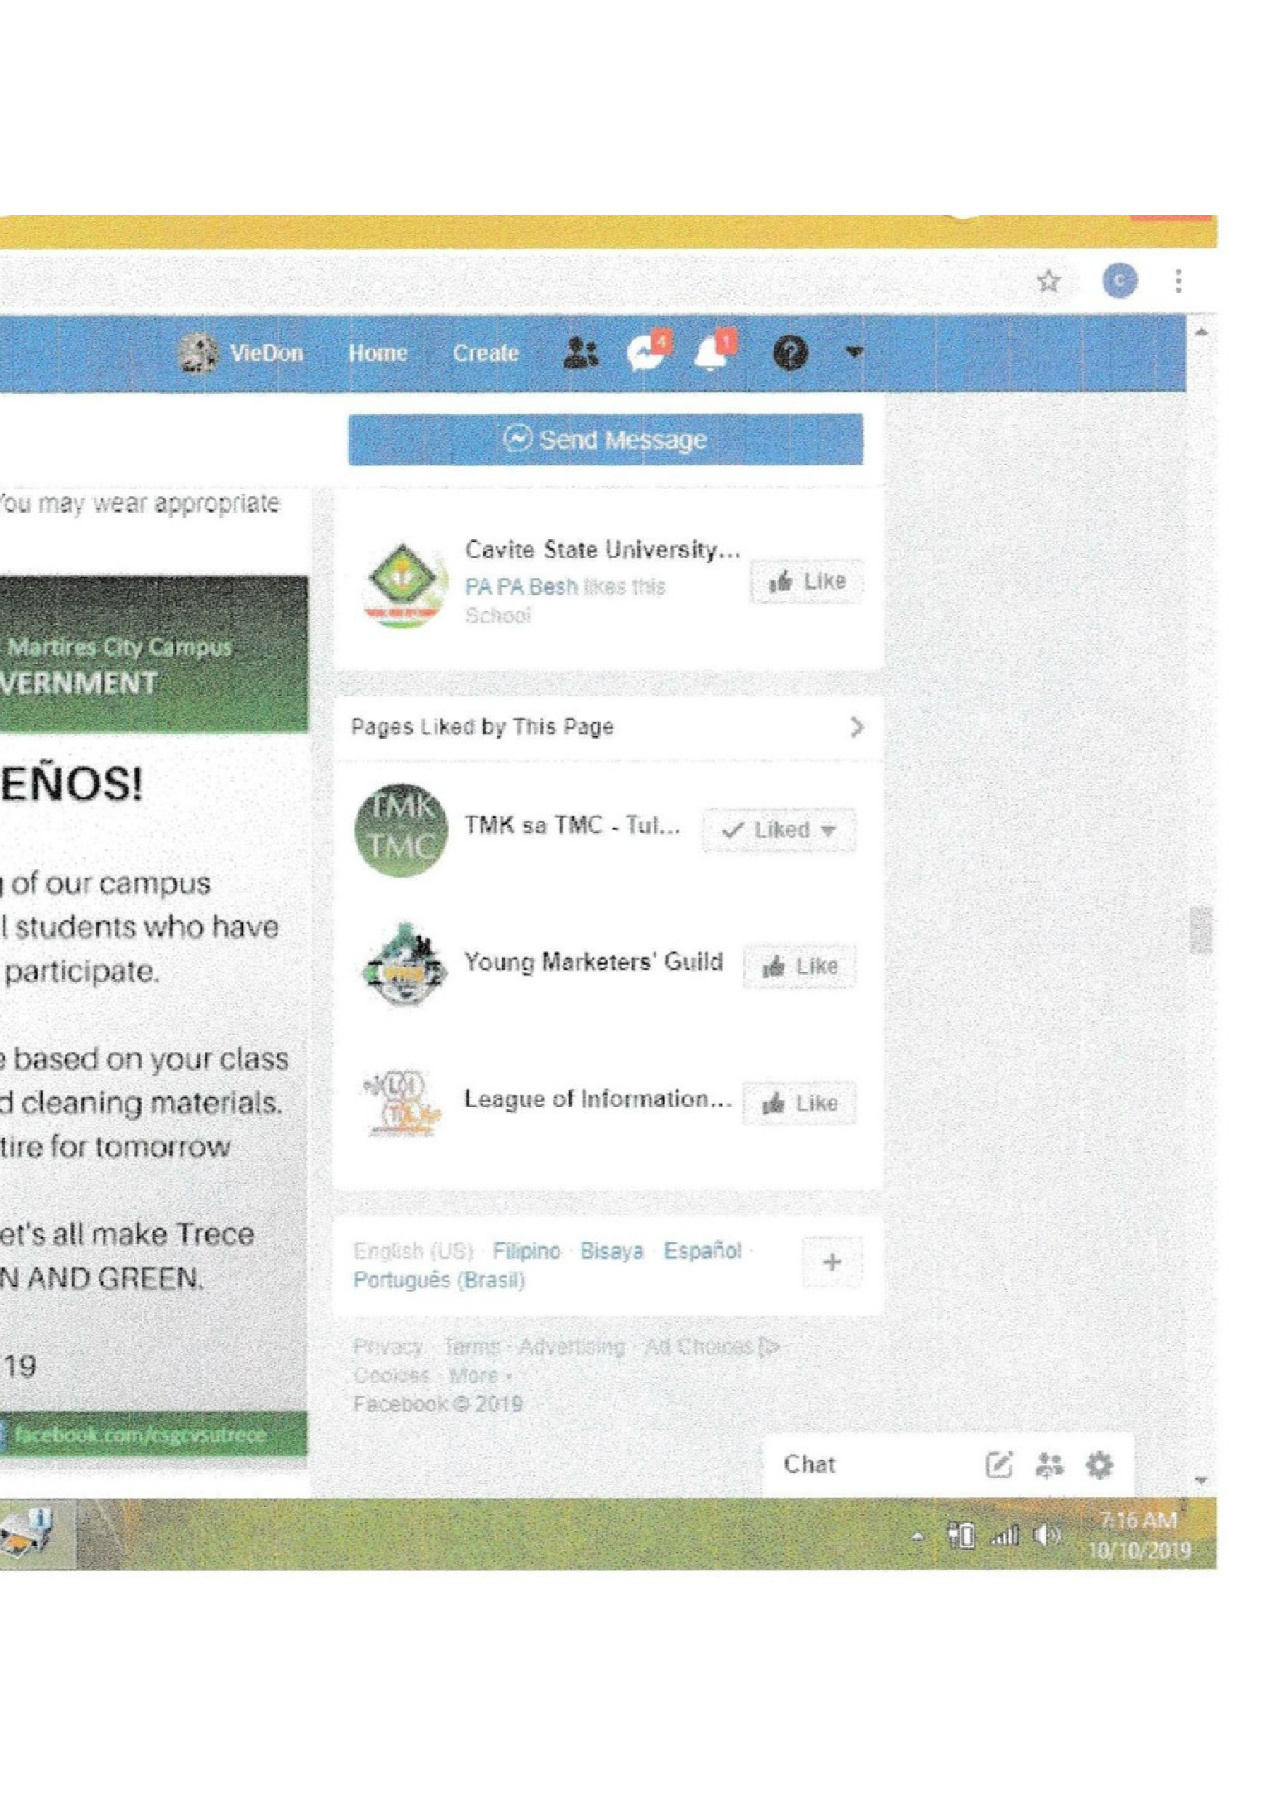 C
VieDon Home Create 4 1
Send Message
You may wear appropriate
Martires City Campus
VERNMENT
EÑOS!
g of our campus
l students who have
participate.
e based on your class
d cleaning materials.
tire for tomorrow
et's all make Trece
N AND GREEN.
19
facebook.com/csgcvsutrece
Cavite State University...
PA PA Besh likes this
School
Like
Pages Liked by This Page
TMK
TMC
TMK sa TMC - Tul...
Liked
Young Marketers' Guild
Like
League of Information...
Like
English (US) · Filipino · Bisaya · Español ·
Português (Brasil)
+
Privacy · Terms · Advertising · Ad Choices
Cookies · More
Facebook © 2019
Chat
7:16 AM
10/10/2019